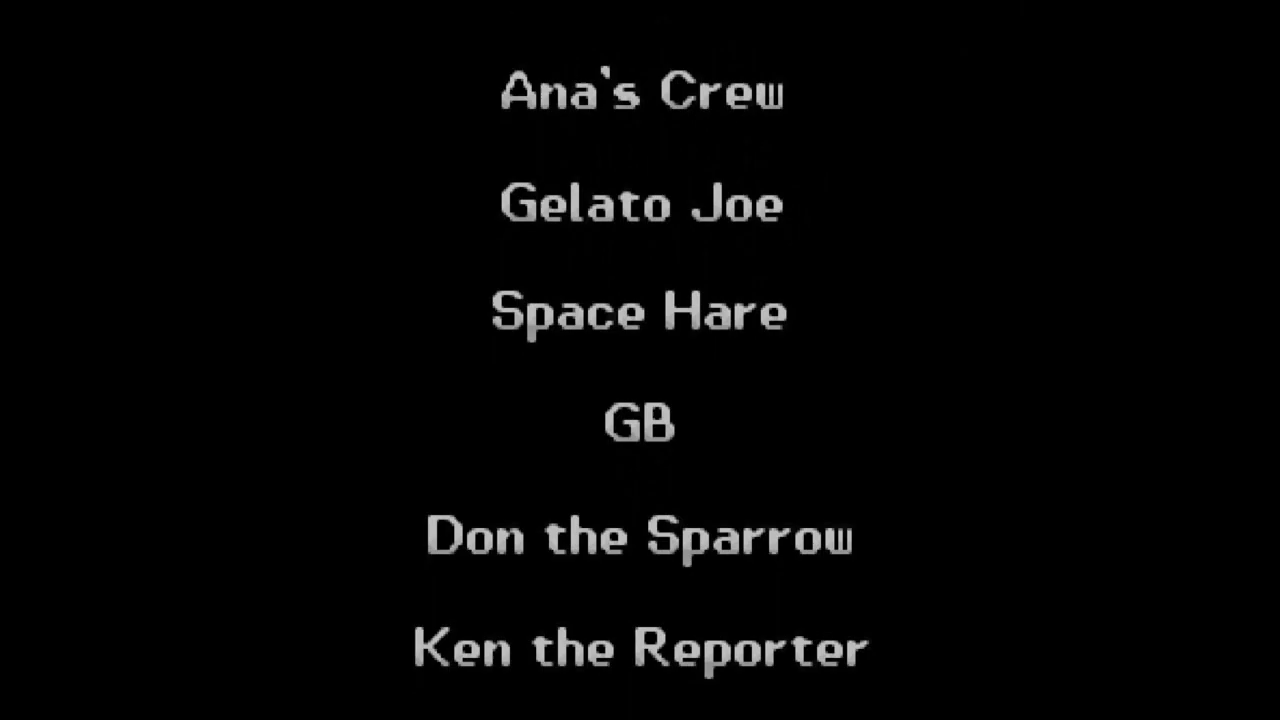 Ana's Crew
Gelato Joe
Space Hare
GB
Don the Sparrow
Ken the Reporter